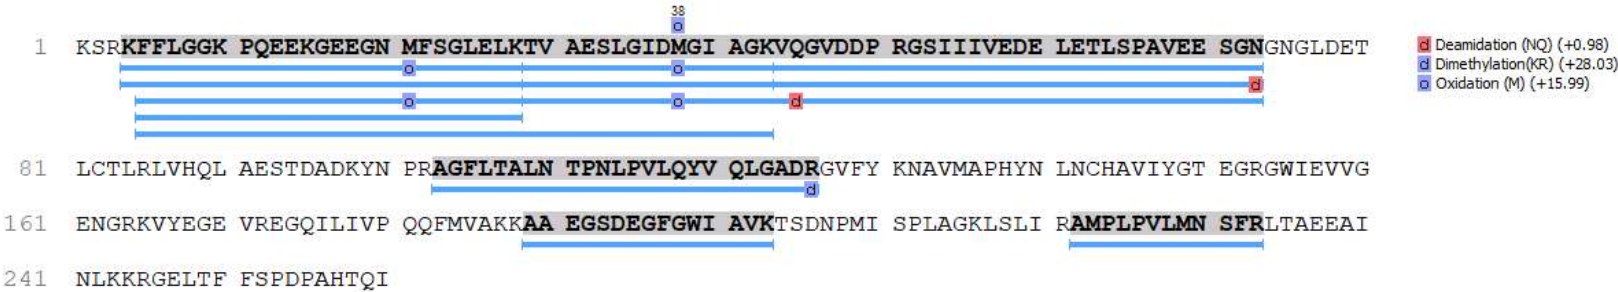 38
o
1 KSRKFFLGGK PQEEKGEEGN MFSGLELKTV AESLGIDMGI AGKVQGVDDP RGSIIIVEDE LETLSPAVEE SGNGNGLDET
d Deamidation (NQ) (+0.98)
o o
d Dimethylation(KR) (+28.03)
d
o Oxidation (M) (+15.99)
o o d
81 LCTLRLVHQL AESTDADKYN PRAGFLTALN TPNLPVLQYV QLGADRGVFY KNAVMAPHYN LNCHAVIYGT EGRGWIEVVG
d
161 ENGRKVYEGE VREGQILIVP QQFMVAKKAA EGSDEGFGWI AVKTSDNPMI SPLAGKLSLI RAMPLPVLMN SFRLTAEEAI
241 NLKKRGELTF FSPDPAHTQI